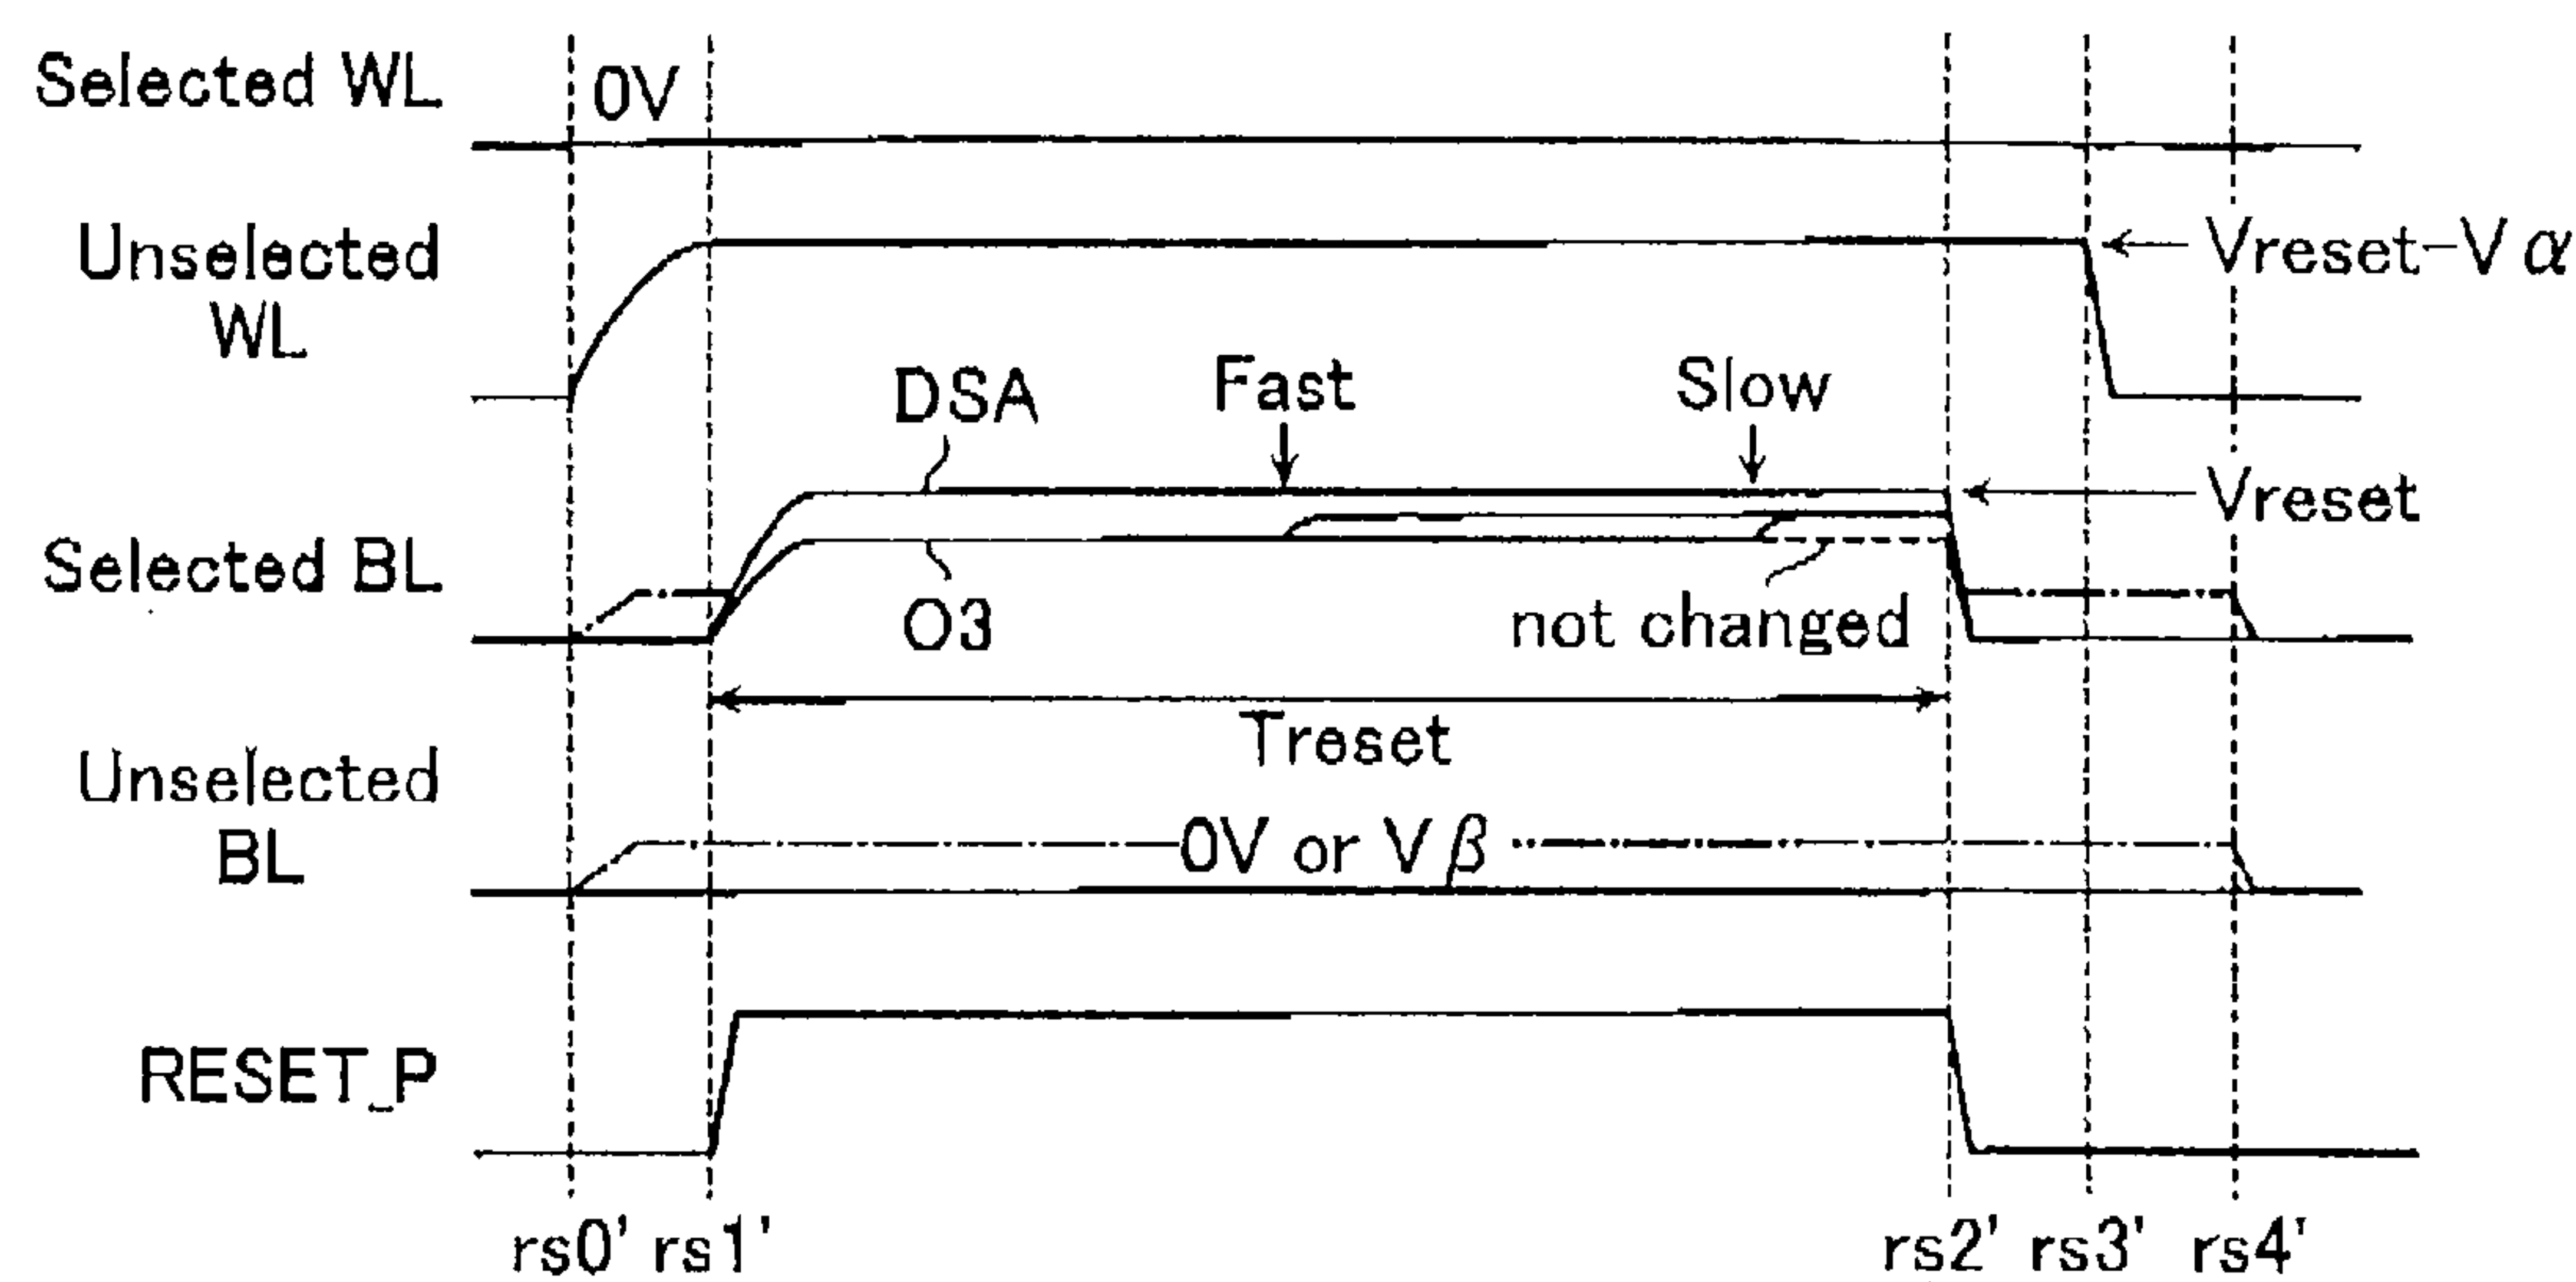 Selected WL
0V
Unselected
WL
Vreset-Vα
DSA
Fast
Slow
Vreset
Selected BL
O3
not changed
Treset
Unselected
BL
0V or Vβ
RESET_P
rs0' rs1' rs2' rs3' rs4'